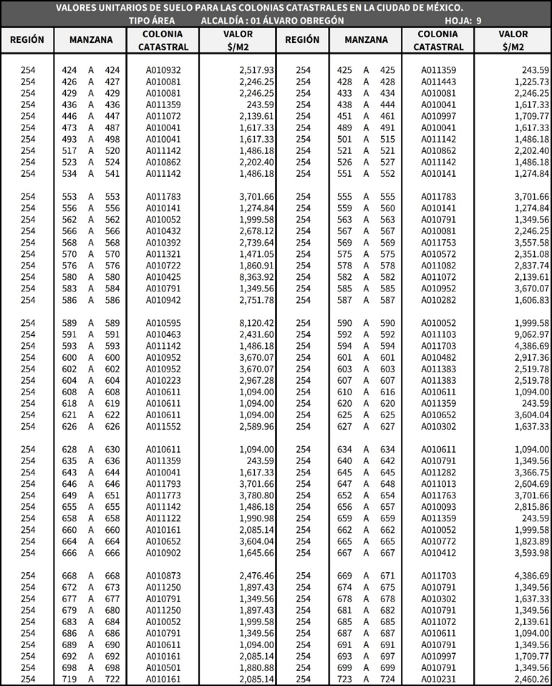 VALORES UNITARIOS DE SUELO PARA LAS COLONIAS CATASTRALES EN LA CIUDAD DE MÉXICO.
TIPO ÁREA ALCALDÍA : 01 ÁLVARO OBREGÓN HOJA: 9
REGIÓN MANZANA COLONIA CATASTRAL VALOR $/M2 REGIÓN MANZANA COLONIA CATASTRAL VALOR $/M2
254 424 A 424 A010932 2,517.93 254 425 A 425 A011359 243.59
254 426 A 427 A010081 2,246.25 254 428 A 428 A011443 1,225.73
254 429 A 429 A010081 2,246.25 254 433 A 434 A010081 2,246.25
254 436 A 436 A011359 243.59 254 438 A 444 A010041 1,617.33
254 446 A 447 A011072 2,139.61 254 451 A 461 A010997 1,709.77
254 473 A 487 A010041 1,617.33 254 489 A 491 A010041 1,617.33
254 493 A 498 A010041 1,617.33 254 501 A 515 A011142 1,486.18
254 517 A 520 A011142 1,486.18 254 521 A 521 A010862 2,202.40
254 523 A 524 A010862 2,202.40 254 526 A 527 A011142 1,486.18
254 534 A 541 A011142 1,486.18 254 551 A 552 A010141 1,274.84
254 553 A 553 A011783 3,701.66 254 555 A 555 A011783 3,701.66
254 556 A 556 A010141 1,274.84 254 559 A 560 A010141 1,274.84
254 562 A 562 A010052 1,999.58 254 563 A 563 A010791 1,349.56
254 566 A 566 A010432 2,678.12 254 567 A 567 A010081 2,246.25
254 568 A 568 A010392 2,739.64 254 569 A 569 A011753 3,557.58
254 570 A 570 A011321 1,471.05 254 575 A 575 A010572 2,351.08
254 576 A 576 A010722 1,860.91 254 578 A 578 A011082 2,837.74
254 580 A 580 A010425 8,363.92 254 582 A 582 A011072 2,139.61
254 583 A 584 A010791 1,349.56 254 585 A 585 A010952 3,670.07
254 586 A 586 A010942 2,751.78 254 587 A 587 A010282 1,606.83
254 589 A 589 A010595 8,120.42 254 590 A 590 A010052 1,999.58
254 591 A 591 A010463 2,431.60 254 592 A 592 A011103 9,062.97
254 593 A 593 A011142 1,486.18 254 594 A 594 A011703 4,386.69
254 600 A 600 A010952 3,670.07 254 601 A 601 A010482 2,917.36
254 602 A 602 A010952 3,670.07 254 603 A 603 A011383 2,519.78
254 604 A 604 A010223 2,967.28 254 607 A 607 A011383 2,519.78
254 608 A 608 A010611 1,094.00 254 610 A 616 A010611 1,094.00
254 618 A 619 A010611 1,094.00 254 620 A 620 A011359 243.59
254 621 A 622 A010611 1,094.00 254 625 A 625 A010652 3,604.04
254 626 A 626 A011552 2,589.96 254 627 A 627 A010302 1,637.33
254 628 A 630 A010611 1,094.00 254 634 A 634 A010611 1,094.00
254 635 A 636 A011359 243.59 254 640 A 642 A010791 1,349.56
254 643 A 644 A010041 1,617.33 254 645 A 645 A011282 3,366.75
254 646 A 646 A011793 3,701.66 254 647 A 648 A011013 2,604.69
254 649 A 651 A011773 3,780.80 254 652 A 654 A011763 3,701.66
254 655 A 655 A011142 1,486.18 254 656 A 657 A010093 2,815.86
254 658 A 658 A011122 1,990.98 254 659 A 659 A011359 243.59
254 660 A 660 A010161 2,085.14 254 662 A 662 A010052 1,999.58
254 664 A 664 A010652 3,604.04 254 665 A 665 A010772 1,823.89
254 666 A 666 A010902 1,645.66 254 667 A 667 A010412 3,593.98
254 668 A 668 A010873 2,476.46 254 669 A 671 A011703 4,386.69
254 672 A 673 A011250 1,897.43 254 674 A 675 A010791 1,349.56
254 677 A 677 A010791 1,349.56 254 678 A 678 A010302 1,637.33
254 679 A 680 A011250 1,897.43 254 681 A 682 A010791 1,349.56
254 683 A 684 A010052 1,999.58 254 685 A 685 A011072 2,139.61
254 686 A 686 A010791 1,349.56 254 687 A 687 A010611 1,094.00
254 689 A 690 A010611 1,094.00 254 691 A 691 A010791 1,349.56
254 692 A 692 A010161 2,085.14 254 693 A 697 A010997 1,709.77
254 698 A 698 A010501 1,880.88 254 699 A 699 A010791 1,349.56
254 719 A 722 A010161 2,085.14 254 723 A 724 A010231 2,460.26